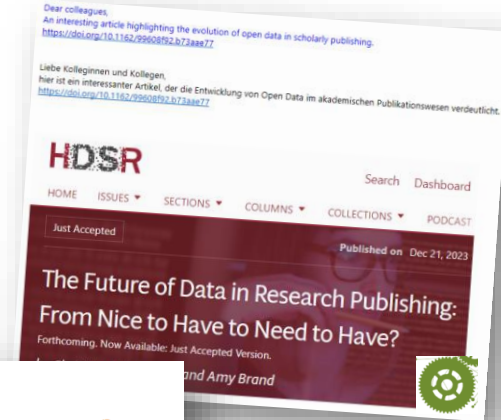 Dear colleagues,
An interesting article highlighting the evolution of open data in scholarly publishing.
https://doi.org/10.1162/99608f92.b73aae77
Liebe Kolleginnen und Kollegen,
hier ist ein interessanter Artikel, der die Entwicklung von Open Data im akademischen Publikationswesen verdeutlicht.
https://doi.org/10.1162/99608f92.b73aae77
HDSR
Search Dashboard
HOME ISSUES SECTIONS COLUMNS COLLECTIONS PODCAST
Just Accepted
Published on Dec 21, 2023
The Future of Data in Research Publishing:
From Nice to Have to Need to Have?
Forthcoming. Now Available: Just Accepted Version.
and Amy Brand